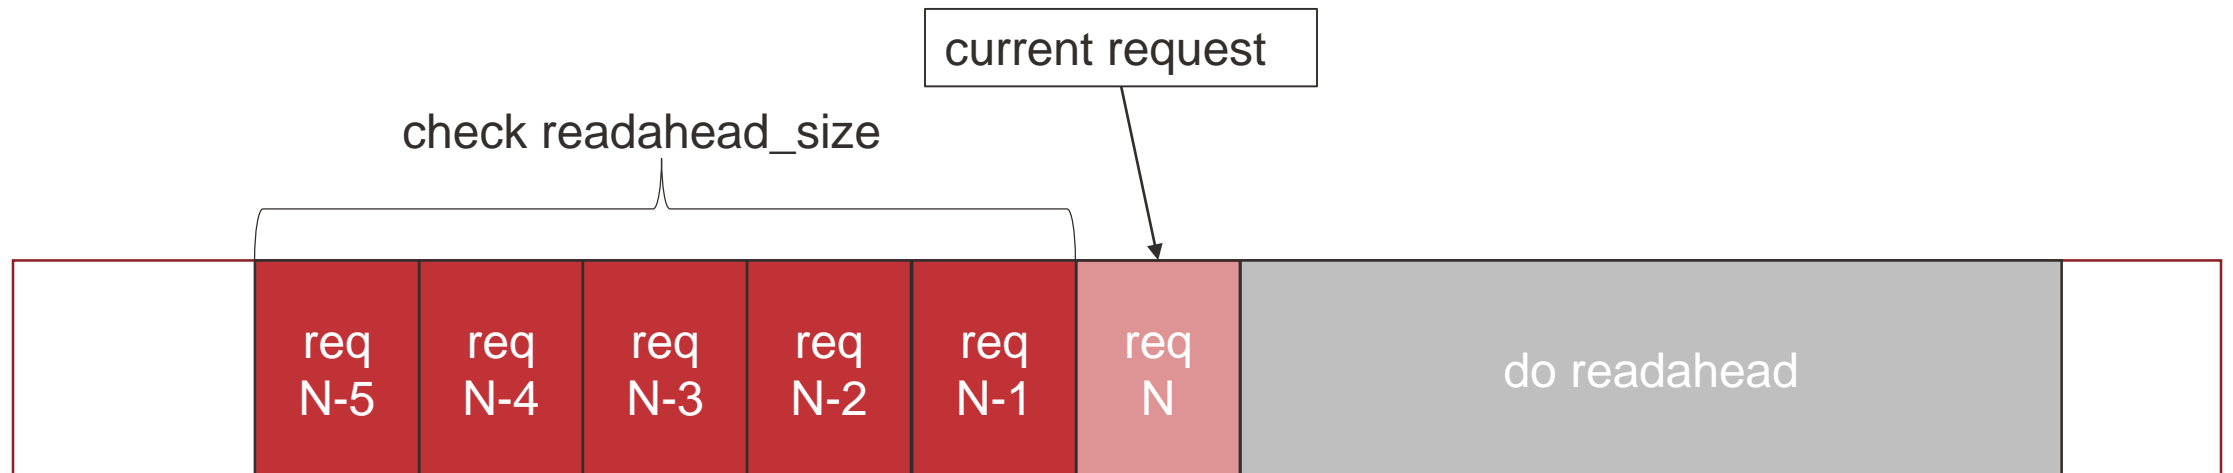 current request
check readahead_size
req
N-5
req
N-4
req
N-3
req
N-2
req
N-1
req
N
do readahead